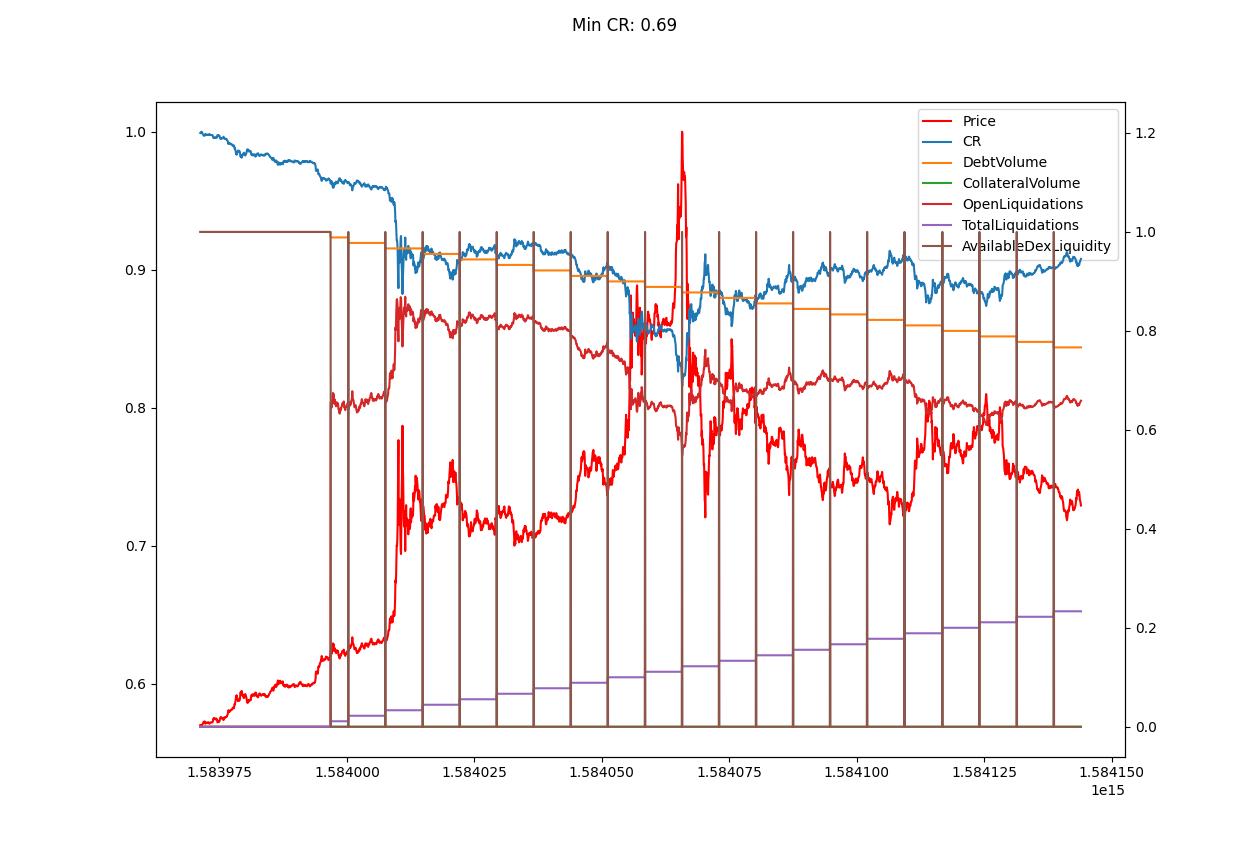 Min CR: 0.69
1.0
0.9
0.8
0.7
0.6
1.2
1.0
0.8
0.6
0.4
0.2
0.0
Price
CR
DebtVolume
CollateralVolume
OpenLiquidations
TotalLiquidations
AvailableDexLiquidity
1.583975 1.584000 1.584025 1.584050 1.584075 1.584100 1.584125 1.584150
1e15